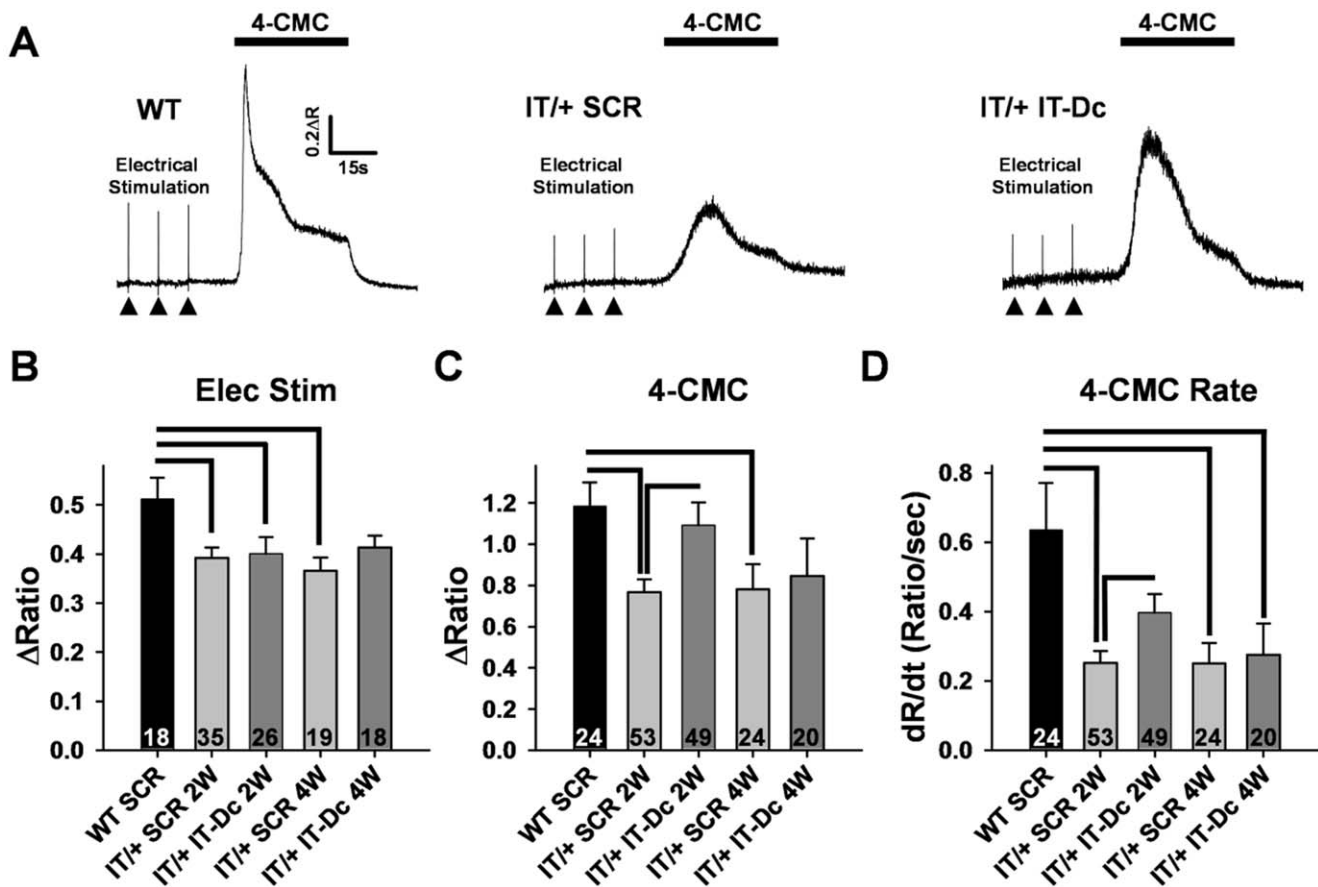 A
4-CMC
4-CMC
4-CMC
WT
IT/+ SCR
IT/+ IT-Dc
0.2ΔR
15s
Electrical
Stimulation
Electrical
Stimulation
Electrical
Stimulation
B
Elec Stim
ΔRatio
0.5
0.4
0.3
0.2
0.1
0.0
18
35
26
19
18
WT SCR
IT/+ SCR 2W
IT/+ IT-Dc 2W
IT/+ SCR 4W
IT/+ IT-Dc 4W
C
4-CMC
ΔRatio
1.2
1.0
0.8
0.6
0.4
0.2
0.0
24
53
49
24
20
WT SCR
IT/+ SCR 2W
IT/+ IT-Dc 2W
IT/+ SCR 4W
IT/+ IT-Dc 4W
D
4-CMC Rate
dR/dt (Ratio/sec)
0.8
0.6
0.4
0.2
0.0
24
53
49
24
20
WT SCR
IT/+ SCR 2W
IT/+ IT-Dc 2W
IT/+ SCR 4W
IT/+ IT-Dc 4W